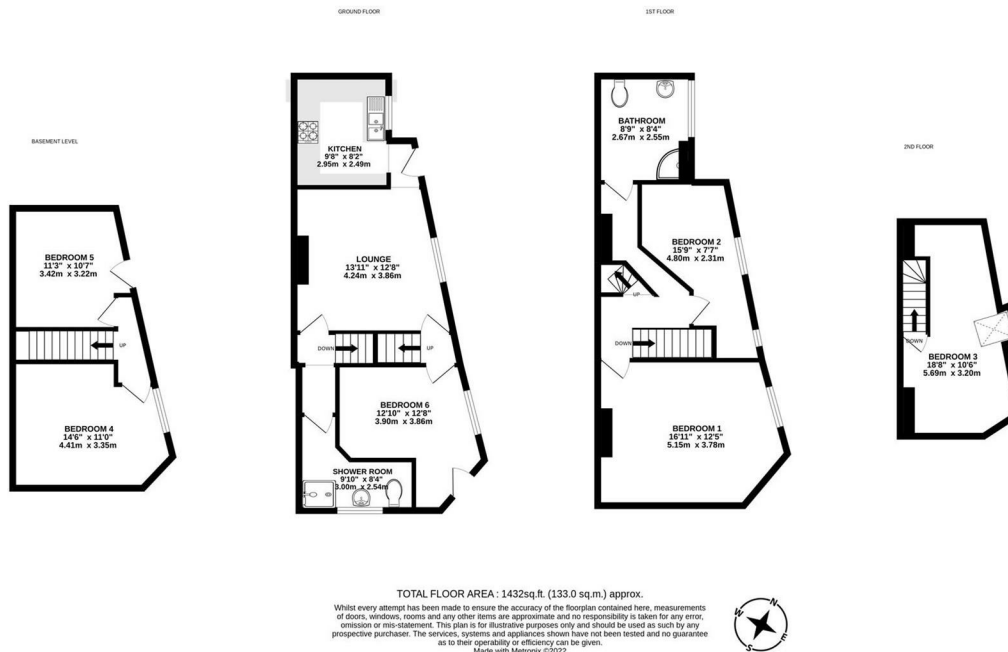 BASEMENT LEVEL
BEDROOM 5
11'3" x 10'7"
3.42m x 3.22m
UP
BEDROOM 4
14'6" x 11'0"
4.41m x 3.35m
GROUND FLOOR
KITCHEN
9'8" x 8'2"
2.95m x 2.49m
LOUNGE
13'11" x 12'8"
4.24m x 3.86m
DOWN
UP
BEDROOM 6
12'10" x 12'8"
3.90m x 3.86m
SHOWER ROOM
9'10" x 8'4"
3.00m x 2.54m
1ST FLOOR
BATHROOM
8'9" x 8'4"
2.67m x 2.55m
BEDROOM 2
15'9" x 7'7"
4.80m x 2.31m
UP
DOWN
BEDROOM 1
16'11" x 12'5"
5.15m x 3.78m
2ND FLOOR
DOWN
BEDROOM 3
18'8" x 10'6"
5.69m x 3.20m
TOTAL FLOOR AREA : 1432sq.ft. (133.0 sq.m.) approx.
Whilst every attempt has been made to ensure the accuracy of the floorplan contained here, measurements
of doors, windows, rooms and any other items are approximate and no responsibility is taken for any error,
omission or mis-statement. This plan is for illustrative purposes only and should be used as such by any
prospective purchaser. The services, systems and appliances shown have not been tested and no guarantee
as to their operability or efficiency can be given.
Made with Metropix ©2022
N
W
E
S